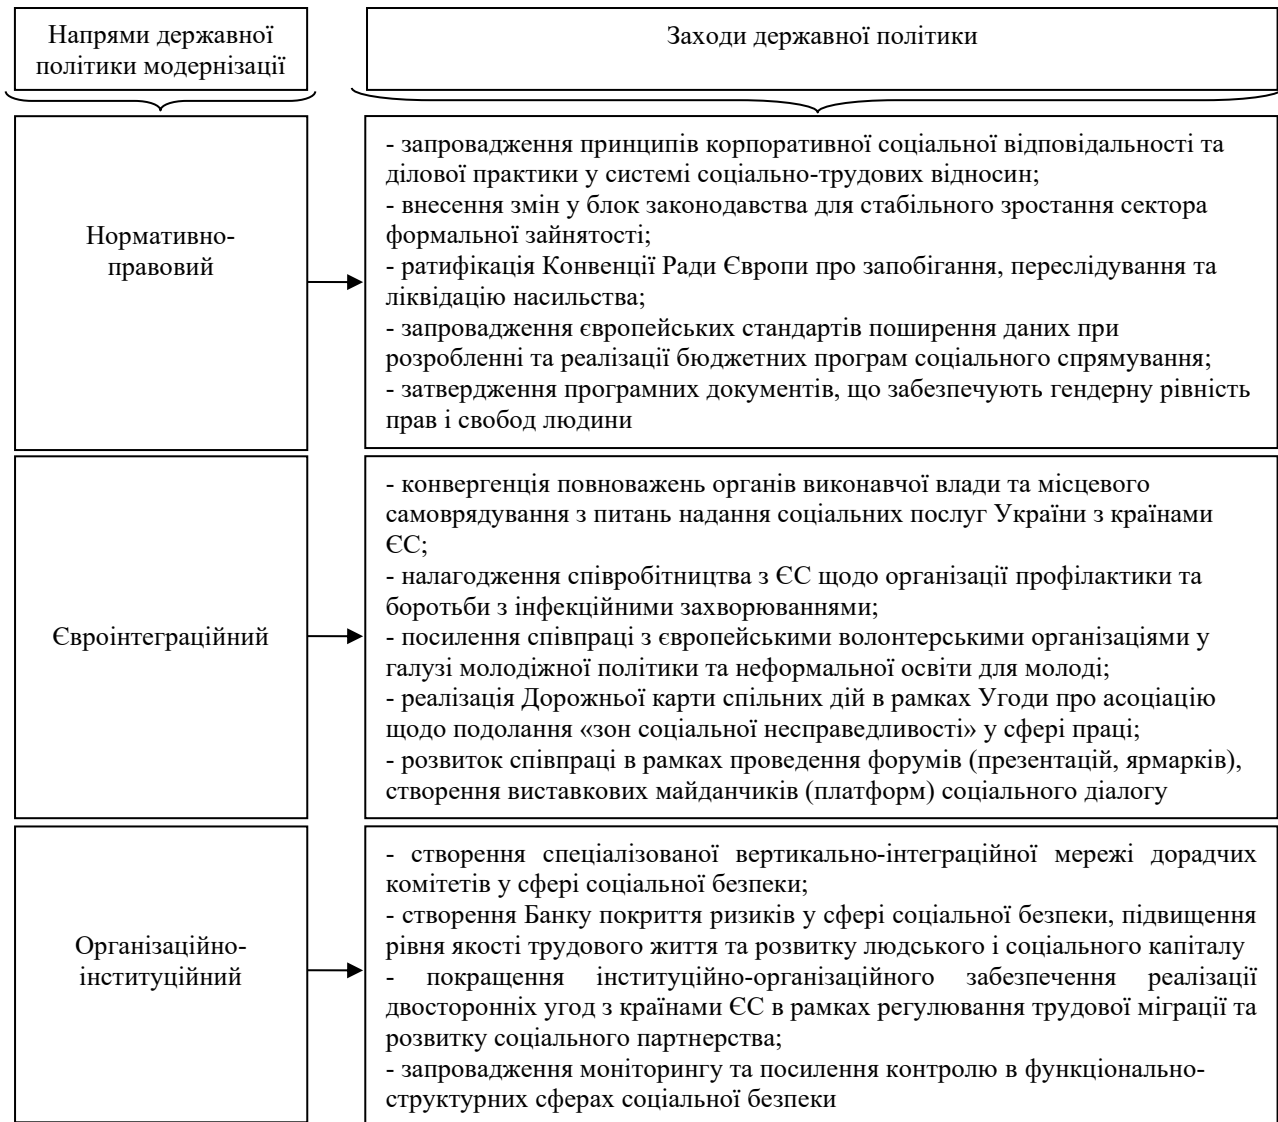 Напрями державної
політики модернізації
Заходи державної політики
Нормативно-
правовий
- запровадження принципів корпоративної соціальної відповідальності та
ділової практики у системі соціально-трудових відносин;
- внесення змін у блок законодавства для стабільного зростання сектора
формальної зайнятості;
- ратифікація Конвенції Ради Європи про запобігання, переслідування та
ліквідацію насильства;
- запровадження європейських стандартів поширення даних при
розробленні та реалізації бюджетних програм соціального спрямування;
- затвердження програмних документів, що забезпечують гендерну рівність
прав і свобод людини
Євроінтеграційний
- конвергенція повноважень органів виконавчої влади та місцевого
самоврядування з питань надання соціальних послуг України з країнами
ЄС;
- налагодження співробітництва з ЄС щодо організації профілактики та
боротьби з інфекційними захворюваннями;
- посилення співпраці з європейськими волонтерськими організаціями у
галузі молодіжної політики та неформальної освіти для молоді;
- реалізація Дорожньої карти спільних дій в рамках Угоди про асоціацію
щодо подолання «зон соціальної несправедливості» у сфері праці;
- розвиток співпраці в рамках проведення форумів (презентацій, ярмарків),
створення виставкових майданчиків (платформ) соціального діалогу
Організаційно-
інституційний
- створення спеціалізованої вертикально-інтеграційної мережі дорадчих
комітетів у сфері соціальної безпеки;
- створення Банку покриття ризиків у сфері соціальної безпеки, підвищення
рівня якості трудового життя та розвитку людського і соціального капіталу
- покращення інституційно-організаційного забезпечення реалізації
двосторонніх угод з країнами ЄС в рамках регулювання трудової міграції та
розвитку соціального партнерства;
- запровадження моніторингу та посилення контролю в функціонально-
структурних сферах соціальної безпеки